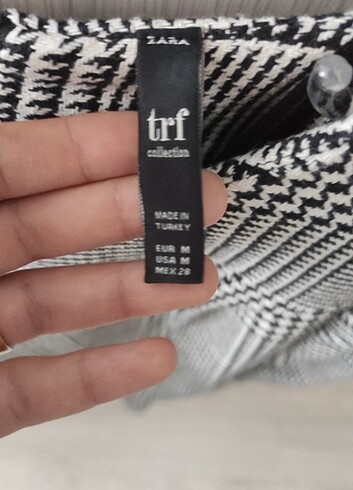 ZARA
trf
collection
MADE IN
TURKEY
EUR M
USA M
MEX 28